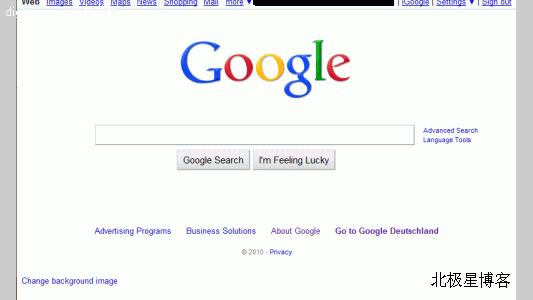 Web Images Videos Maps News Shopping Mail more ▼ | iGoogle | Settings ▼ | Sign out
Google
Advanced Search
Language Tools
Google Search I'm Feeling Lucky
Advertising Programs Business Solutions About Google Go to Google Deutschland
© 2010 - Privacy
Change background image
北极星博客